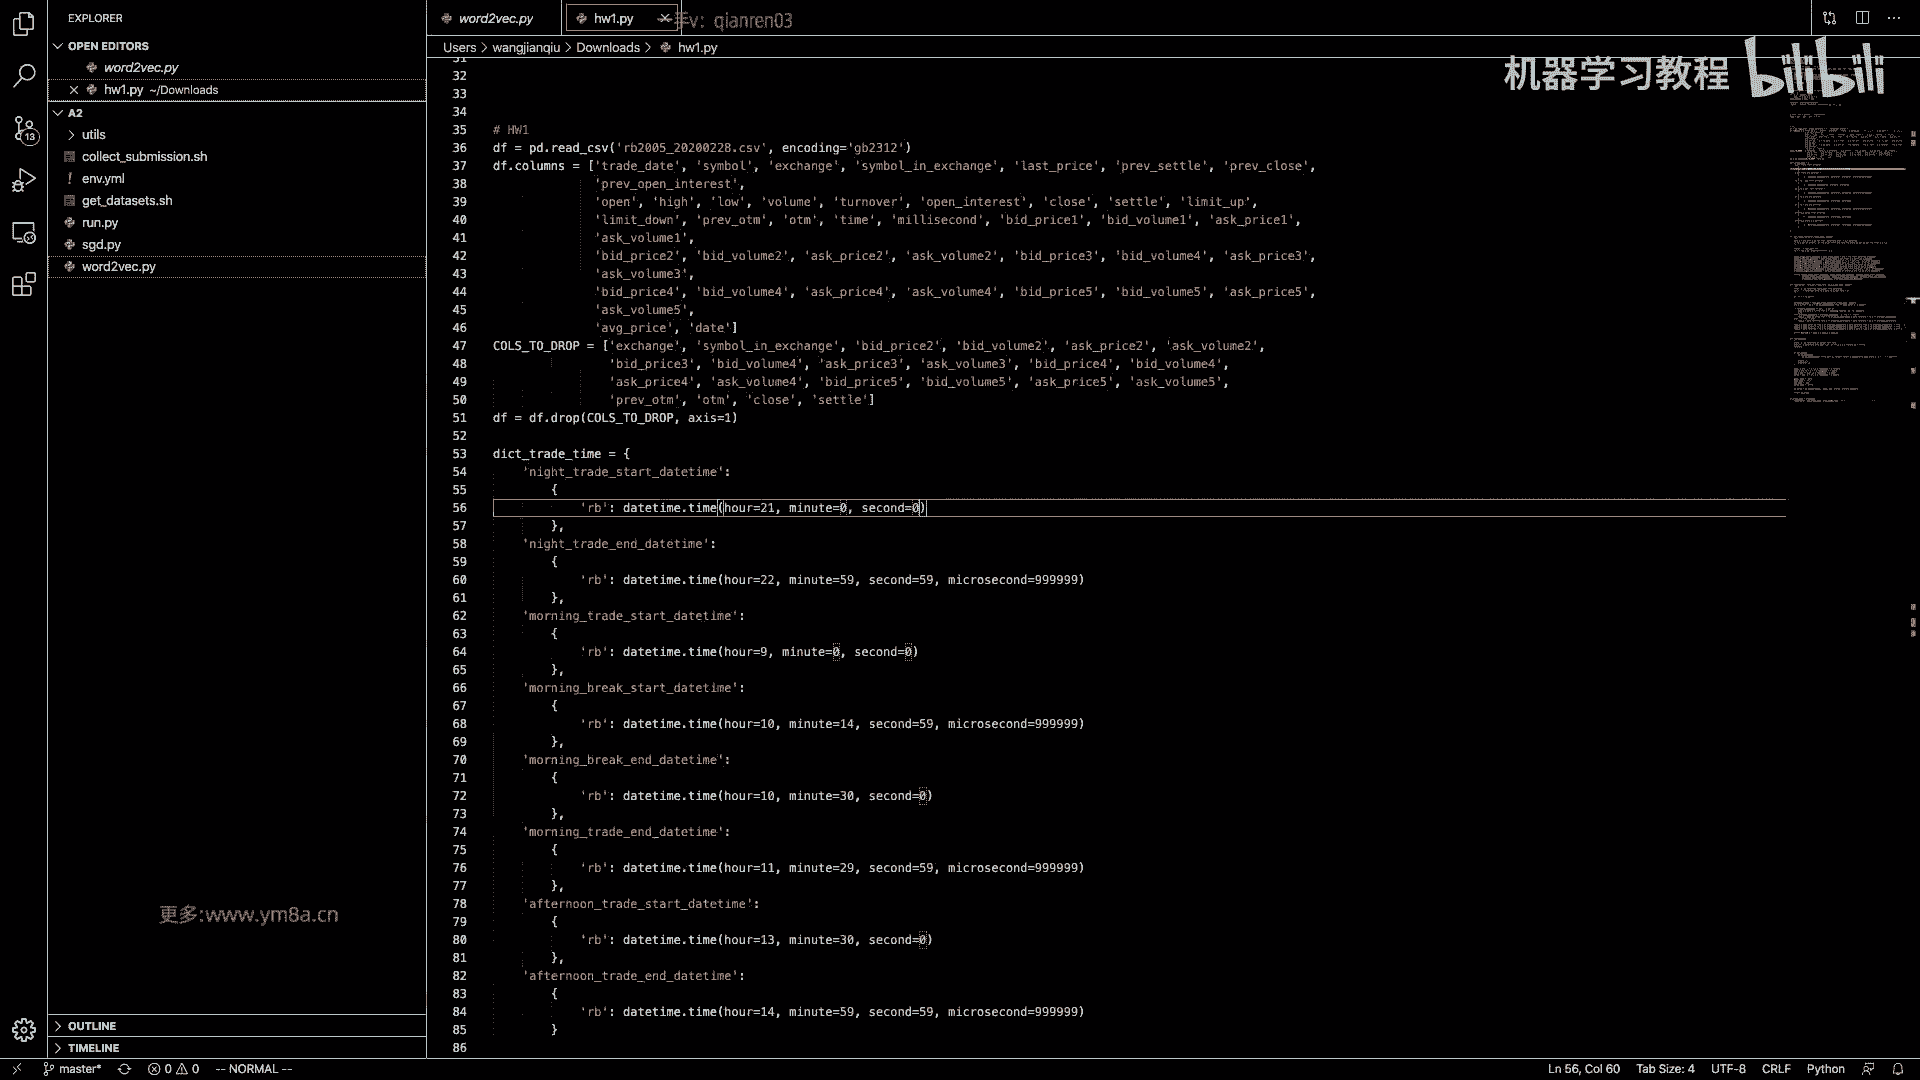 EXPLORER
OPEN EDITORS
word2vec.py
hw1.py ~/Downloads
A2
utils
collect_submission.sh
env.yml
get_datasets.sh
run.py
sgd.py
word2vec.py
更多:www.ym8a.cn
OUTLINE
TIMELINE
word2vec.py
hw1.py
v: qianren03
Users > wangjianqiu > Downloads > hw1.py
机器学习教程 bilibili
31
32
33
34
35 # HW1
36 df = pd.read_csv('rb2005_20200228.csv', encoding='gb2312')
37 df.columns = ['trade_date', 'symbol', 'exchange', 'symbol_in_exchange', 'last_price', 'prev_settle', 'prev_close',
38 'prev_open_interest',
39 'open', 'high', 'low', 'volume', 'turnover', 'open_interest', 'close', 'settle', 'limit_up',
40 'limit_down', 'prev_otm', 'otm', 'time', 'millisecond', 'bid_price1', 'bid_volume1', 'ask_price1',
41 'ask_volume1',
42 'bid_price2', 'bid_volume2', 'ask_price2', 'ask_volume2', 'bid_price3', 'bid_volume4', 'ask_price3',
43 'ask_volume3',
44 'bid_price4', 'bid_volume4', 'ask_price4', 'ask_volume4', 'bid_price5', 'bid_volume5', 'ask_price5',
45 'ask_volume5',
46 'avg_price', 'date']
47 COLS_TO_DROP = ['exchange', 'symbol_in_exchange', 'bid_price2', 'bid_volume2', 'ask_price2', 'ask_volume2',
48 'bid_price3', 'bid_volume4', 'ask_price3', 'ask_volume3', 'bid_price4', 'bid_volume4',
49 'ask_price4', 'ask_volume4', 'bid_price5', 'bid_volume5', 'ask_price5', 'ask_volume5',
50 'prev_otm', 'otm', 'close', 'settle']
51 df = df.drop(COLS_TO_DROP, axis=1)
52
53 dict_trade_time = {
54 'night_trade_start_datetime':
55 {
56 'rb': datetime.time(hour=21, minute=0, second=0)
57 },
58 'night_trade_end_datetime':
59 {
60 'rb': datetime.time(hour=22, minute=59, second=59, microsecond=999999)
61 },
62 'morning_trade_start_datetime':
63 {
64 'rb': datetime.time(hour=9, minute=0, second=0)
65 },
66 'morning_break_start_datetime':
67 {
68 'rb': datetime.time(hour=10, minute=14, second=59, microsecond=999999)
69 },
70 'morning_break_end_datetime':
71 {
72 'rb': datetime.time(hour=10, minute=30, second=0)
73 },
74 'morning_trade_end_datetime':
75 {
76 'rb': datetime.time(hour=11, minute=29, second=59, microsecond=999999)
77 },
78 'afternoon_trade_start_datetime':
79 {
80 'rb': datetime.time(hour=13, minute=30, second=0)
81 },
82 'afternoon_trade_end_datetime':
83 {
84 'rb': datetime.time(hour=14, minute=59, second=59, microsecond=999999)
85 }
86
13
master* 0 0 -- NORMAL -- Ln 56, Col 60 Tab Size: 4 UTF-8 CRLF Python